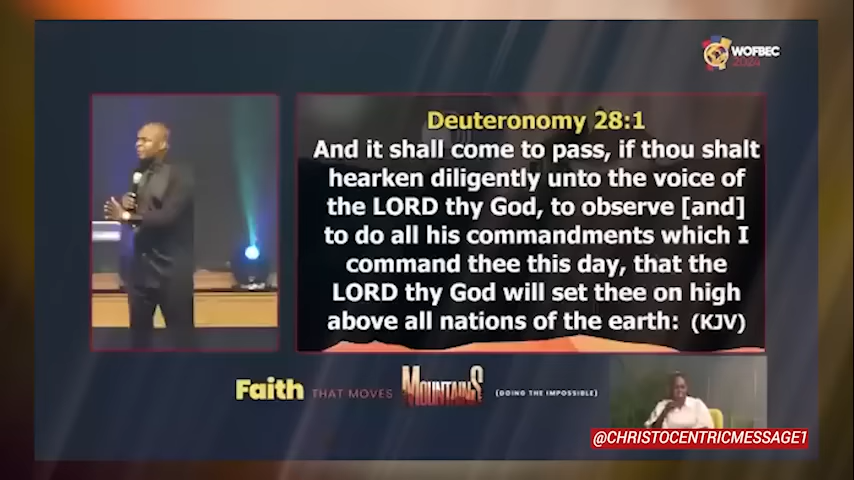 WOFBEC
2024
Deuteronomy 28:1
And it shall come to pass, if thou shalt
hearken diligently unto the voice of
the LORD thy God, to observe [and]
to do all his commandments which I
command thee this day, that the
LORD thy God will set thee on high
above all nations of the earth: (KJV)
Faith THAT MOVES MOUNTAINS (DOING THE IMPOSSIBLE)
@CHRISTOCENTRICMESSAGE1